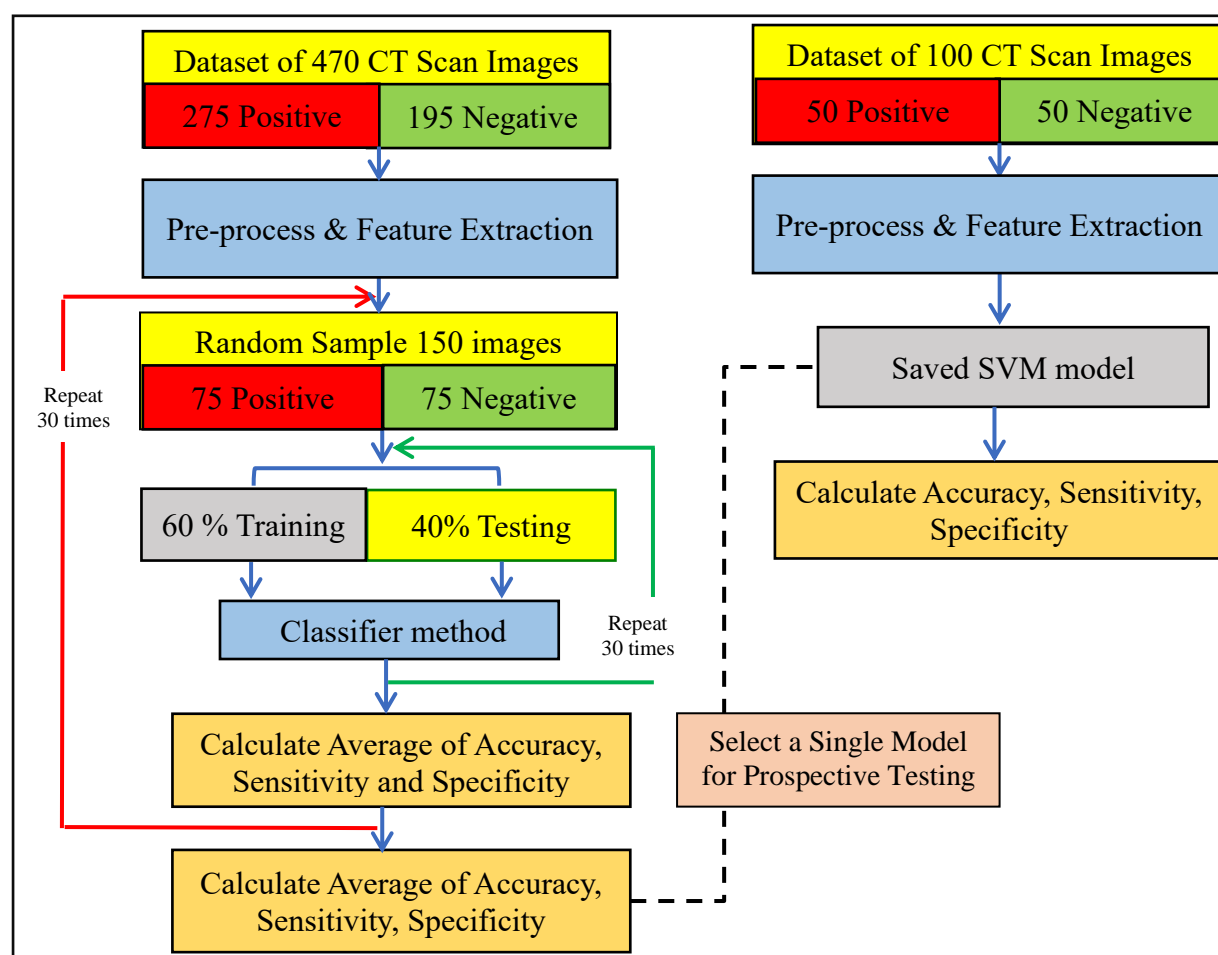 Dataset of 470 CT Scan Images
275 Positive
195 Negative
Pre-process & Feature Extraction
Random Sample 150 images
75 Positive
75 Negative
Repeat
30 times
60 % Training
40% Testing
Classifier method
Repeat
30 times
Calculate Average of Accuracy,
Sensitivity and Specificity
Calculate Average of Accuracy,
Sensitivity, Specificity
Select a Single Model
for Prospective Testing
Dataset of 100 CT Scan Images
50 Positive
50 Negative
Pre-process & Feature Extraction
Saved SVM model
Calculate Accuracy, Sensitivity,
Specificity